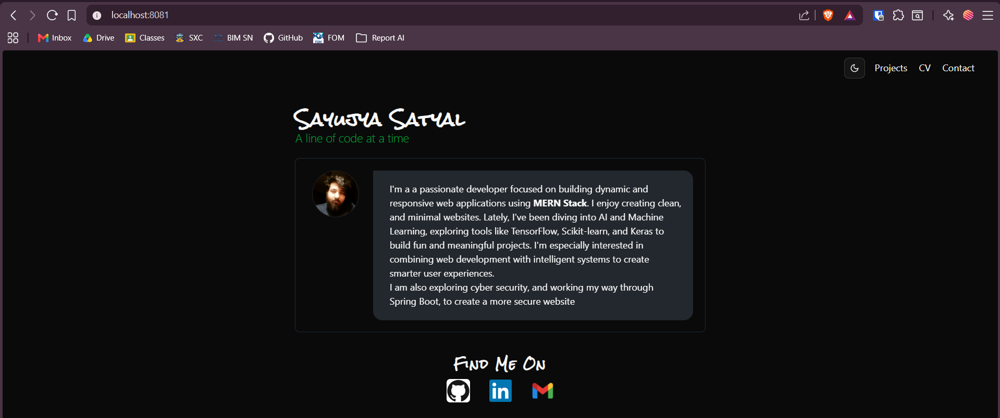 localhost:8081
Inbox Drive Classes SXC BIM SN GitHub FOM Report AI
Projects CV Contact
Sayujya Satyal
A line of code at a time
I'm a a passionate developer focused on building dynamic and
responsive web applications using MERN Stack. I enjoy creating clean,
and minimal websites. Lately, I've been diving into AI and Machine
Learning, exploring tools like TensorFlow, Scikit-learn, and Keras to
build fun and meaningful projects. I'm especially interested in
combining web development with intelligent systems to create
smarter user experiences.
I am also exploring cyber security, and working my way through
Spring Boot, to create a more secure website
Find Me On
in